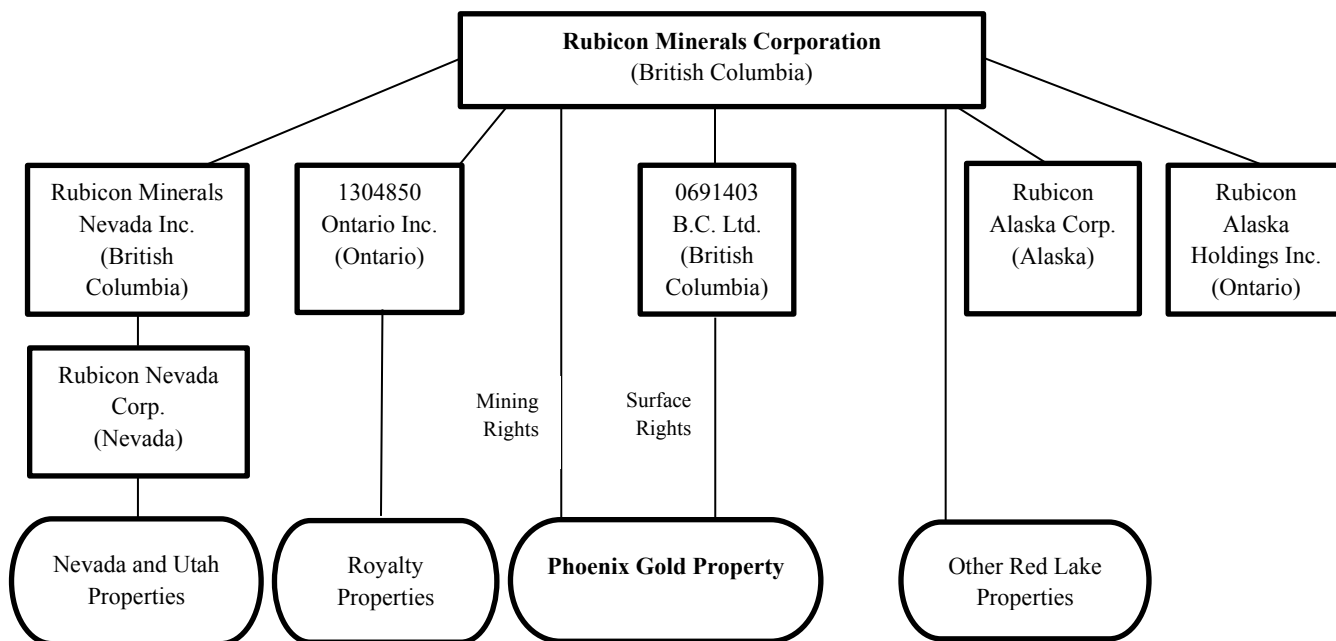 Rubicon Minerals Corporation
(British Columbia)
Rubicon Minerals
Nevada Inc.
(British
Columbia)
1304850
Ontario Inc.
(Ontario)
0691403
B.C. Ltd.
(British
Columbia)
Rubicon
Alaska Corp.
(Alaska)
Rubicon
Alaska
Holdings Inc.
(Ontario)
Rubicon Nevada
Corp.
(Nevada)
Mining
Rights
Surface
Rights
Nevada and Utah
Properties
Royalty
Properties
Phoenix Gold Property
Other Red Lake
Properties